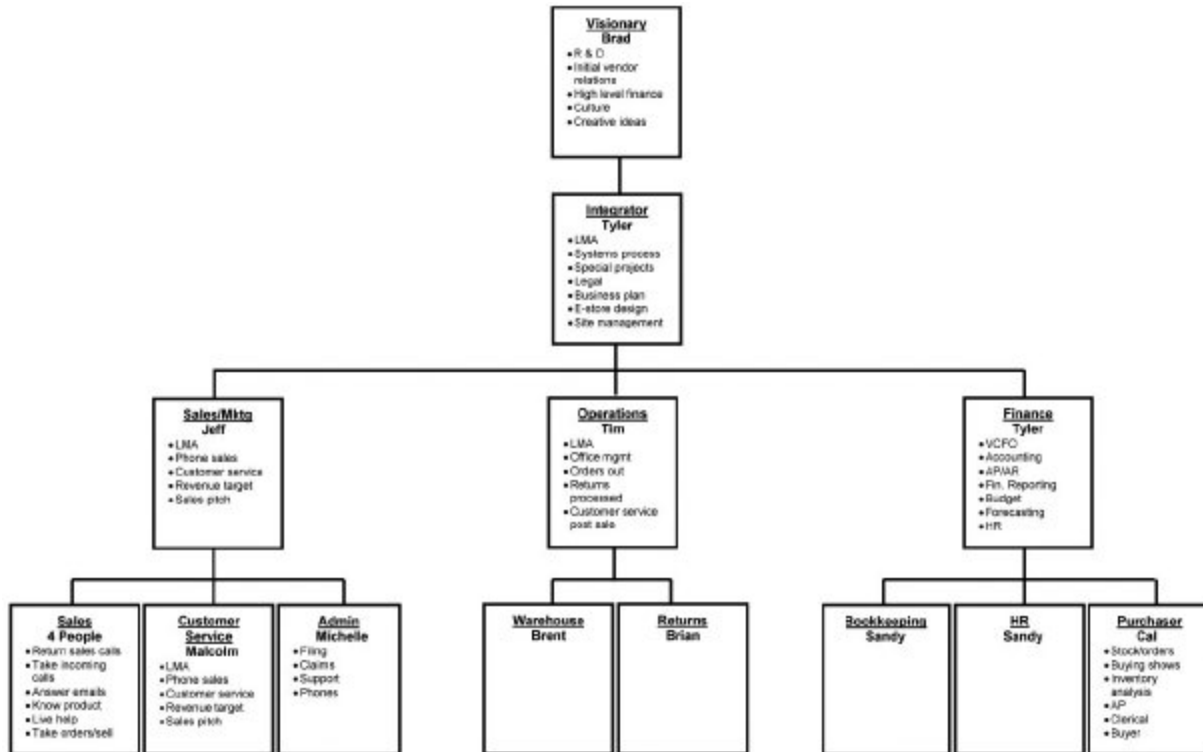 Visionary
Brad
• R & D
• Initial vendor
relations
• High level finance
• Culture
• Creative ideas
Integrator
Tyler
• LMA
• Systems process
• Special projects
• Legal
• Business plan
• E-store design
• Site management
Sales/Mktg
Jeff
• LMA
• Phone sales
• Customer service
• Revenue target
• Sales pitch
Operations
Tim
• LMA
• Office mgmt
• Orders out
• Returns
processed
• Customer service
post sale
Finance
Tyler
• VCFO
• Accounting
• AP/AR
• Fin. Reporting
• Budget
• Forecasting
• HR
Sales
4 People
• Return sales calls
• Take incoming
calls
• Answer emails
• Know product
• Live help
• Take orders/sell
Customer
Service
Malcolm
• LMA
• Phone sales
• Customer service
• Revenue target
• Sales pitch
Admin
Michelle
• Filing
• Claims
• Support
• Phones
Warehouse
Brent
Returns
Brian
Bookkeeping
Sandy
HR
Sandy
Purchaser
Cal
• Stock/orders
• Buying shows
• Inventory
analysis
• AP
• Clerical
• Buyer